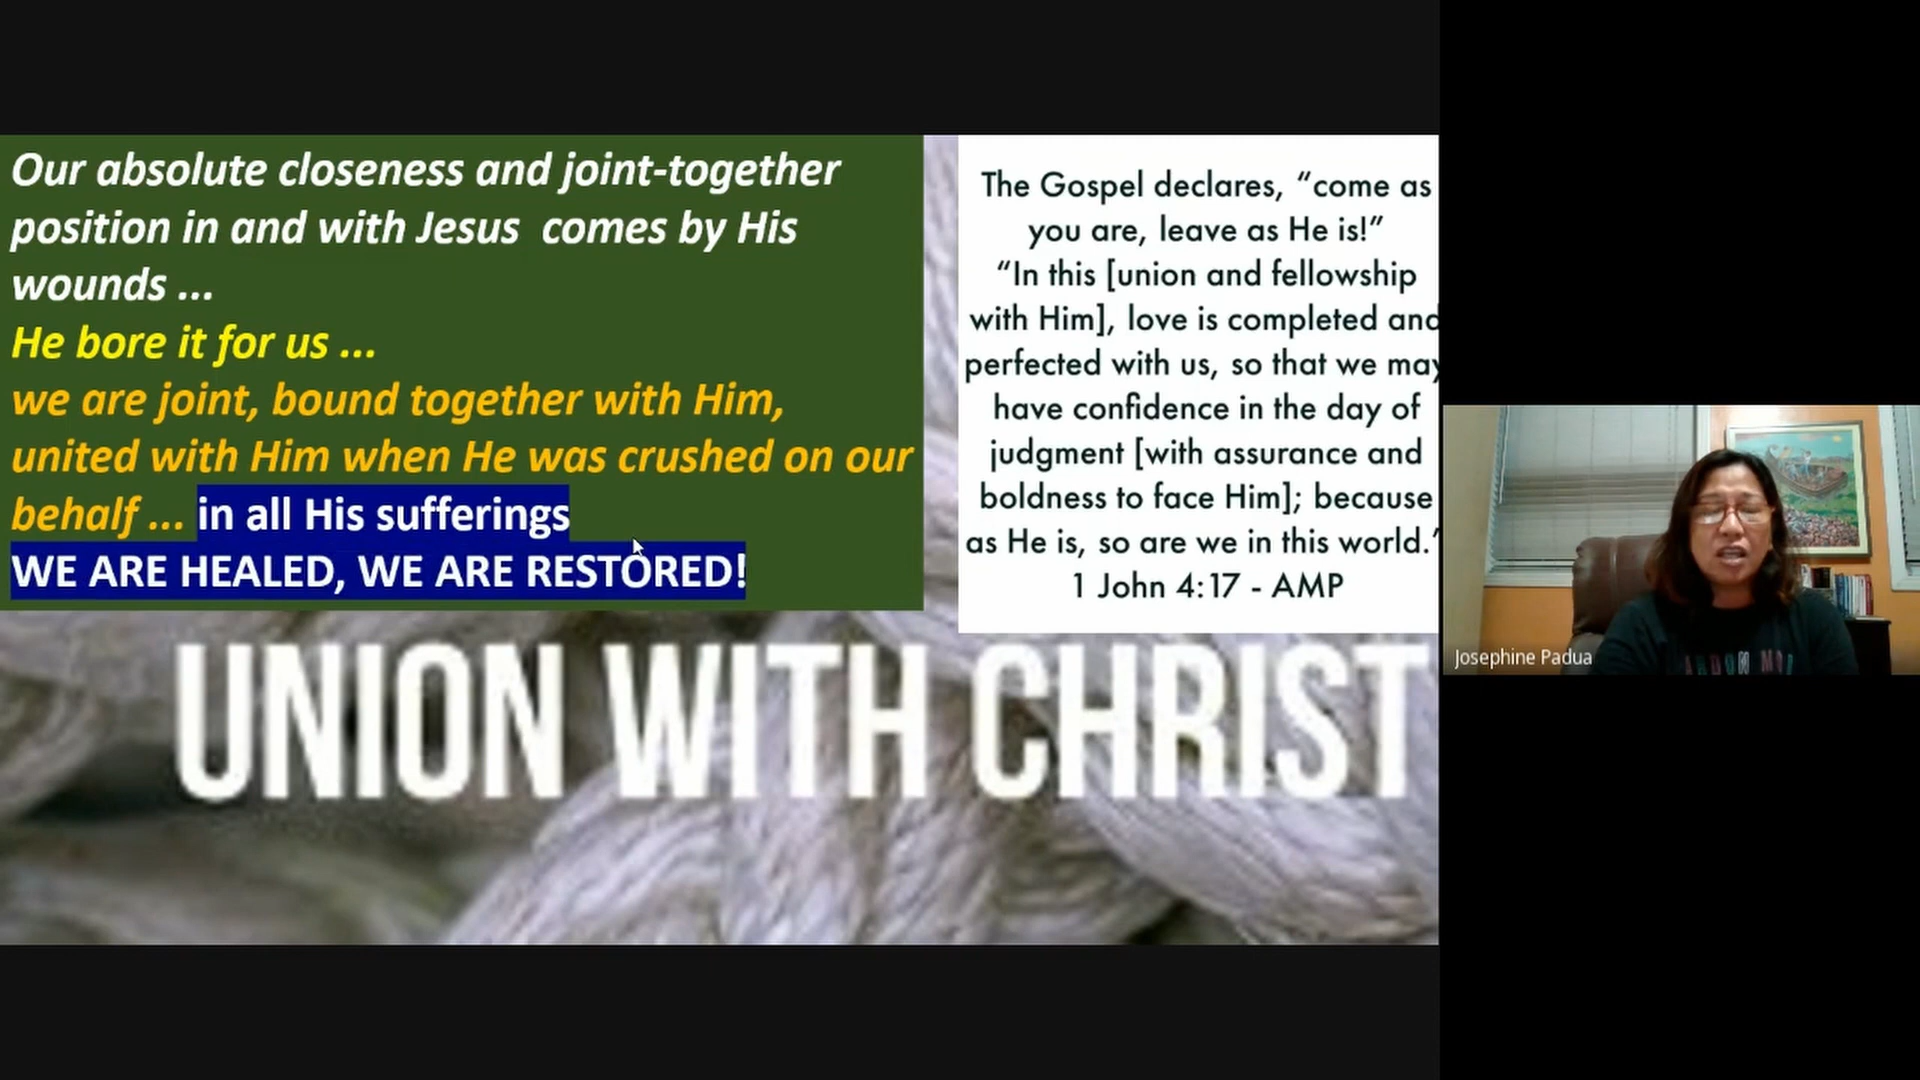 Our absolute closeness and joint-together
position in and with Jesus  comes by His
wounds ...
He bore it for us ...
we are joint, bound together with Him,
united with Him when He was crushed on our
behalf ... in all His sufferings
WE ARE HEALED, WE ARE RESTORED!
The Gospel declares, “come as
you are, leave as He is!”
“In this [union and fellowship
with Him], love is completed and
perfected with us, so that we may
have confidence in the day of
judgment [with assurance and
boldness to face Him]; because
as He is, so are we in this world.”
1 John 4:17 - AMP
UNION WITH CHRIST
Josephine Padua